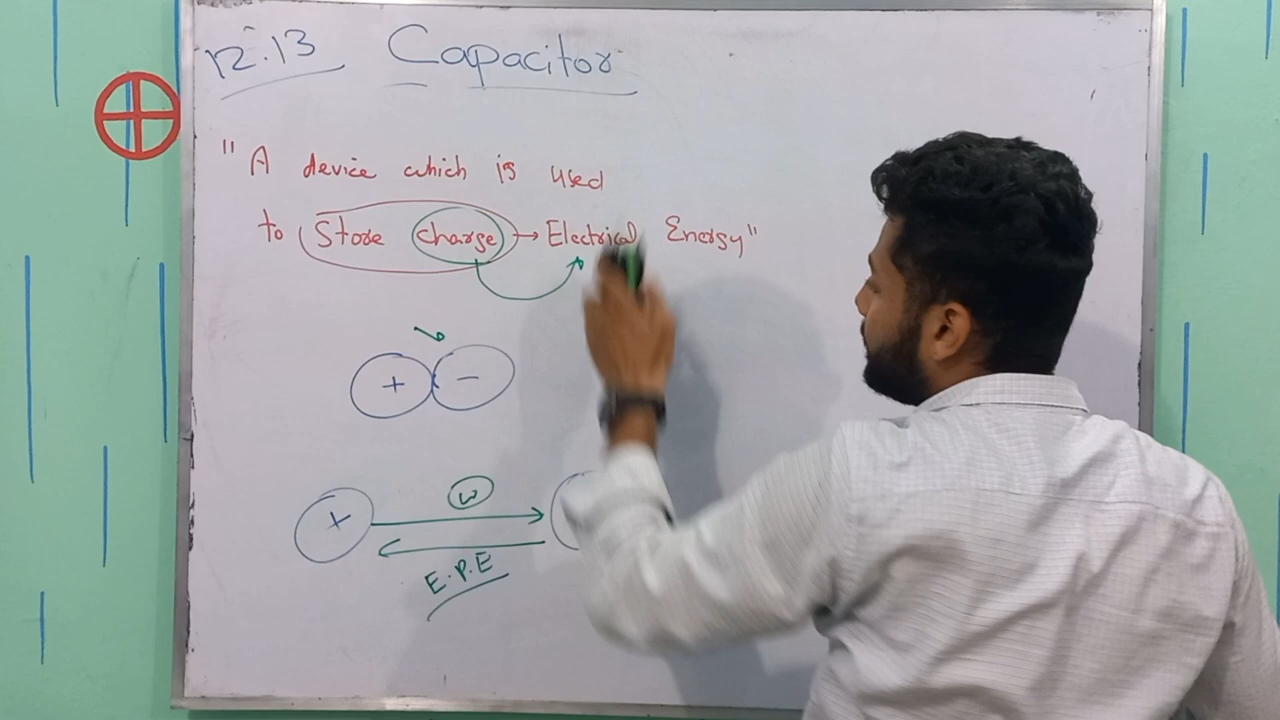 12.13 Capacitor
"A device which is used
to Store charge → Electrical Energy"
+ -
W
+
E.P.E